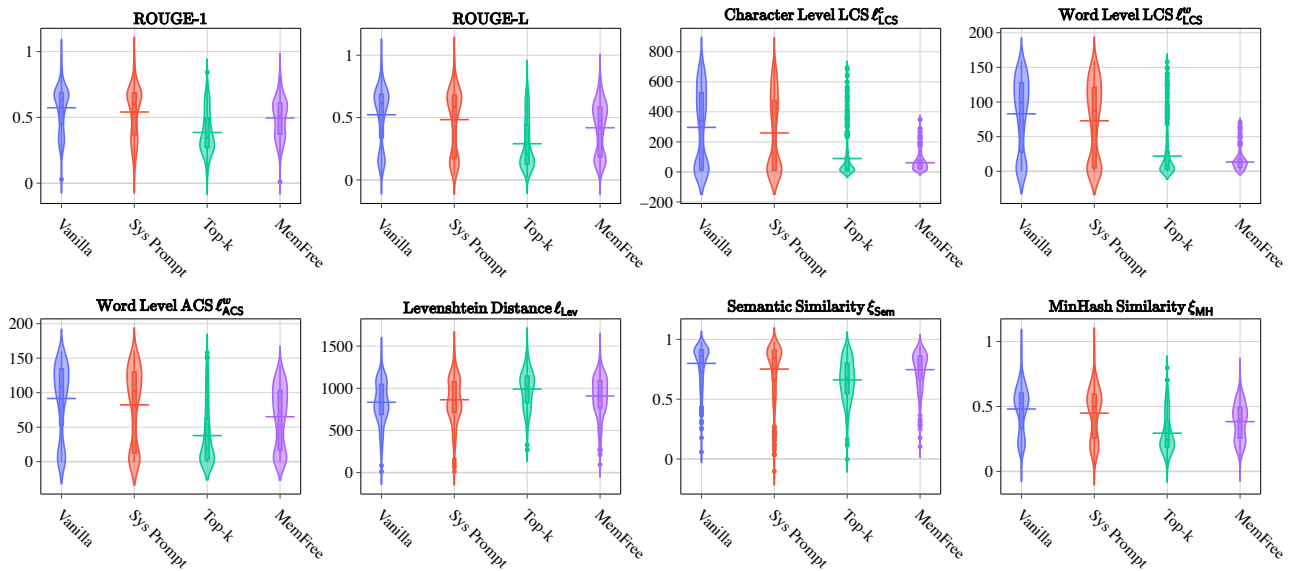 ROUGE-1
1
0.5
0
Vanilla
Sys Prompt
Top-k
MemFree
ROUGE-L
1
0.5
0
Vanilla
Sys Prompt
Top-k
MemFree
Character Level LCS ℓ^c_LCS
800
600
400
200
0
−200
Vanilla
Sys Prompt
Top-k
MemFree
Word Level LCS ℓ^w_LCS
200
150
100
50
0
Vanilla
Sys Prompt
Top-k
MemFree
Word Level ACS ℓ^w_ACS
200
150
100
50
0
Vanilla
Sys Prompt
Top-k
MemFree
Levenshtein Distance ℓ_Lev
1500
1000
500
0
Vanilla
Sys Prompt
Top-k
MemFree
Semantic Similarity ξ_Sem
1
0.5
0
Vanilla
Sys Prompt
Top-k
MemFree
MinHash Similarity ξ_MH
1
0.5
0
Vanilla
Sys Prompt
Top-k
MemFree